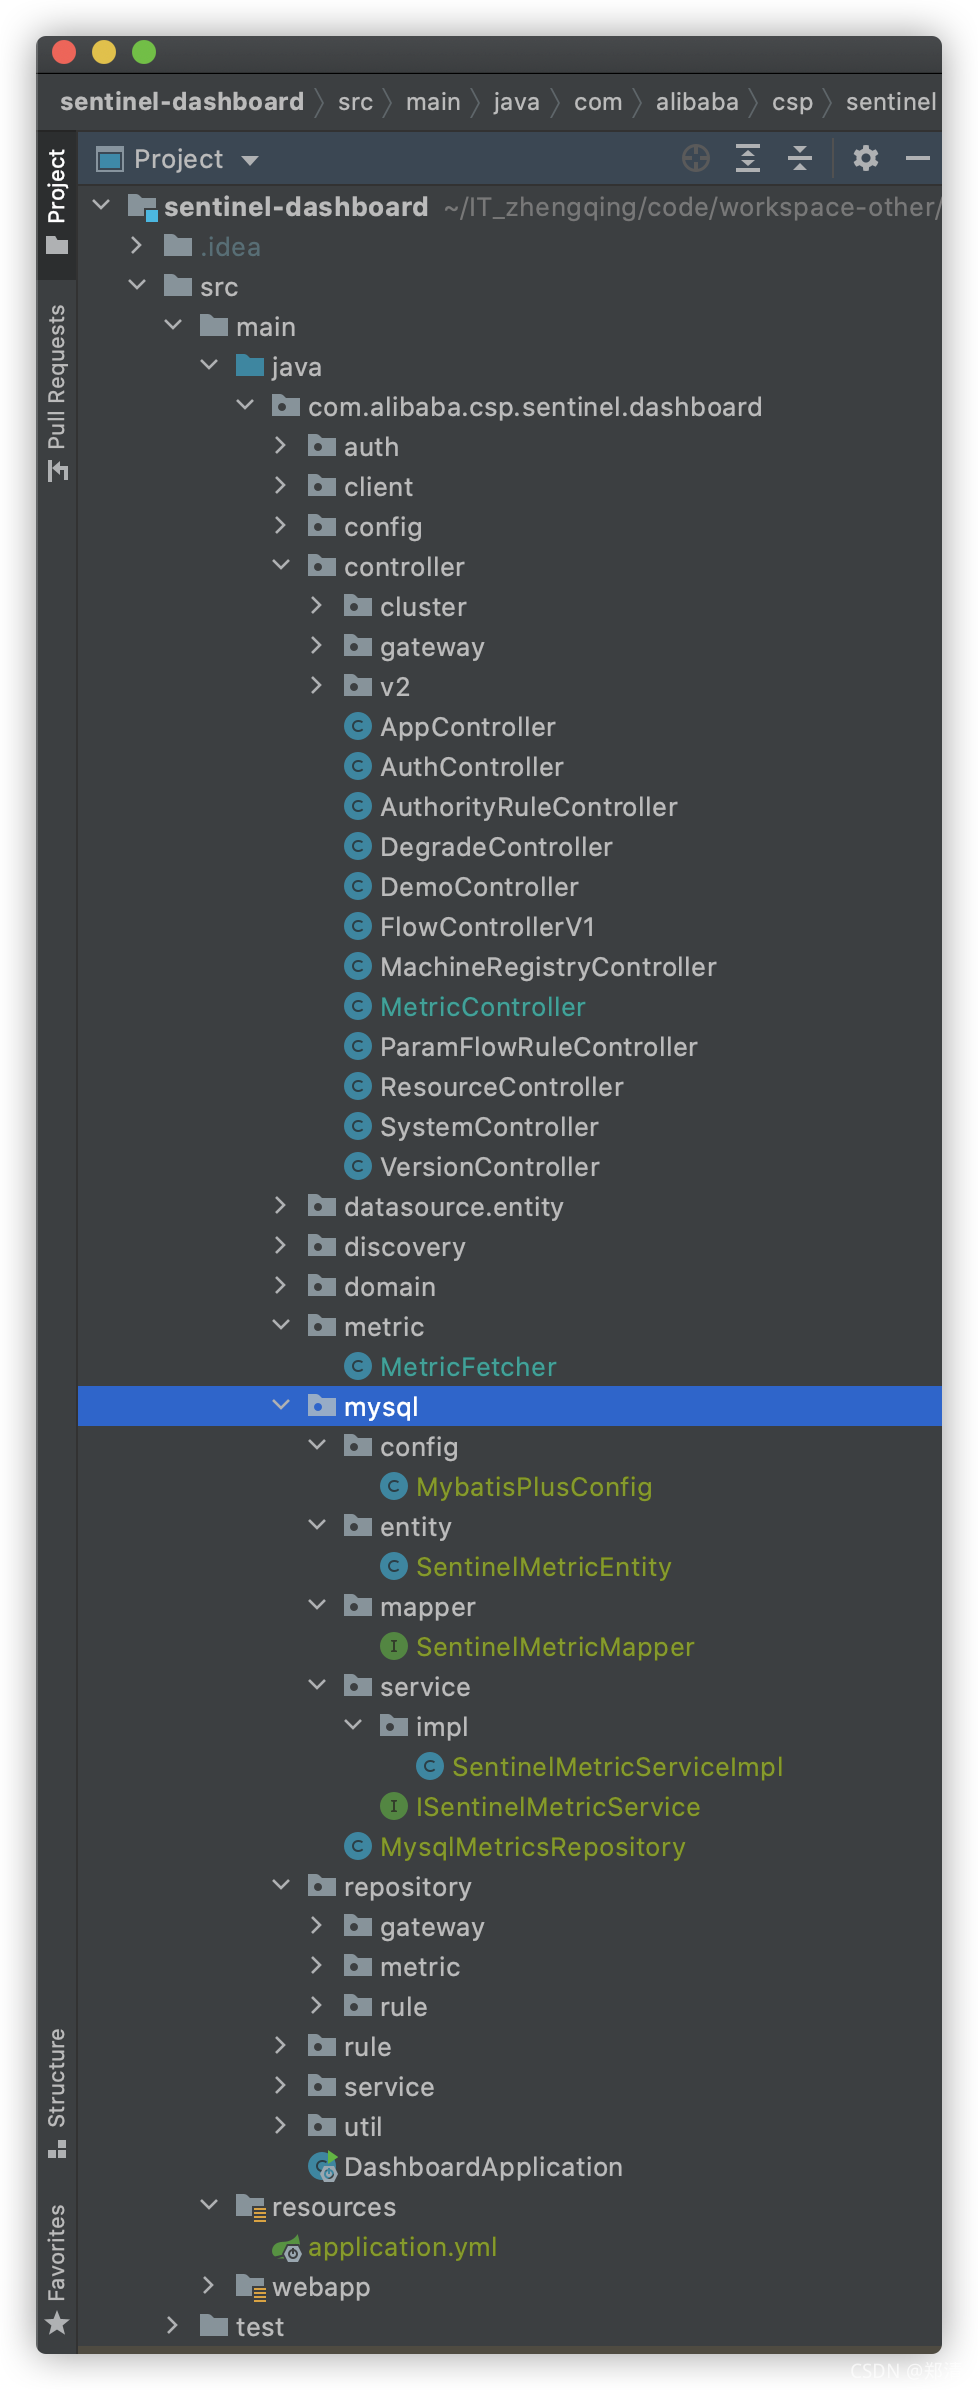 sentinel-dashboard 〉 src 〉 main 〉 java 〉 com 〉 alibaba 〉 csp 〉 sentinel
Project
sentinel-dashboard ~/IT_zhengqing/code/workspace-other/
.idea
src
main
java
com.alibaba.csp.sentinel.dashboard
auth
client
config
controller
cluster
gateway
v2
AppController
AuthController
AuthorityRuleController
DegradeController
DemoController
FlowControllerV1
MachineRegistryController
MetricController
ParamFlowRuleController
ResourceController
SystemController
VersionController
datasource.entity
discovery
domain
metric
MetricFetcher
mysql
config
MybatisPlusConfig
entity
SentinelMetricEntity
mapper
SentinelMetricMapper
service
impl
SentinelMetricServiceImpl
ISentinelMetricService
MysqlMetricsRepository
repository
gateway
metric
rule
rule
service
util
DashboardApplication
resources
application.yml
webapp
test
Project
Pull Requests
Structure
Favorites
CSDN @郑